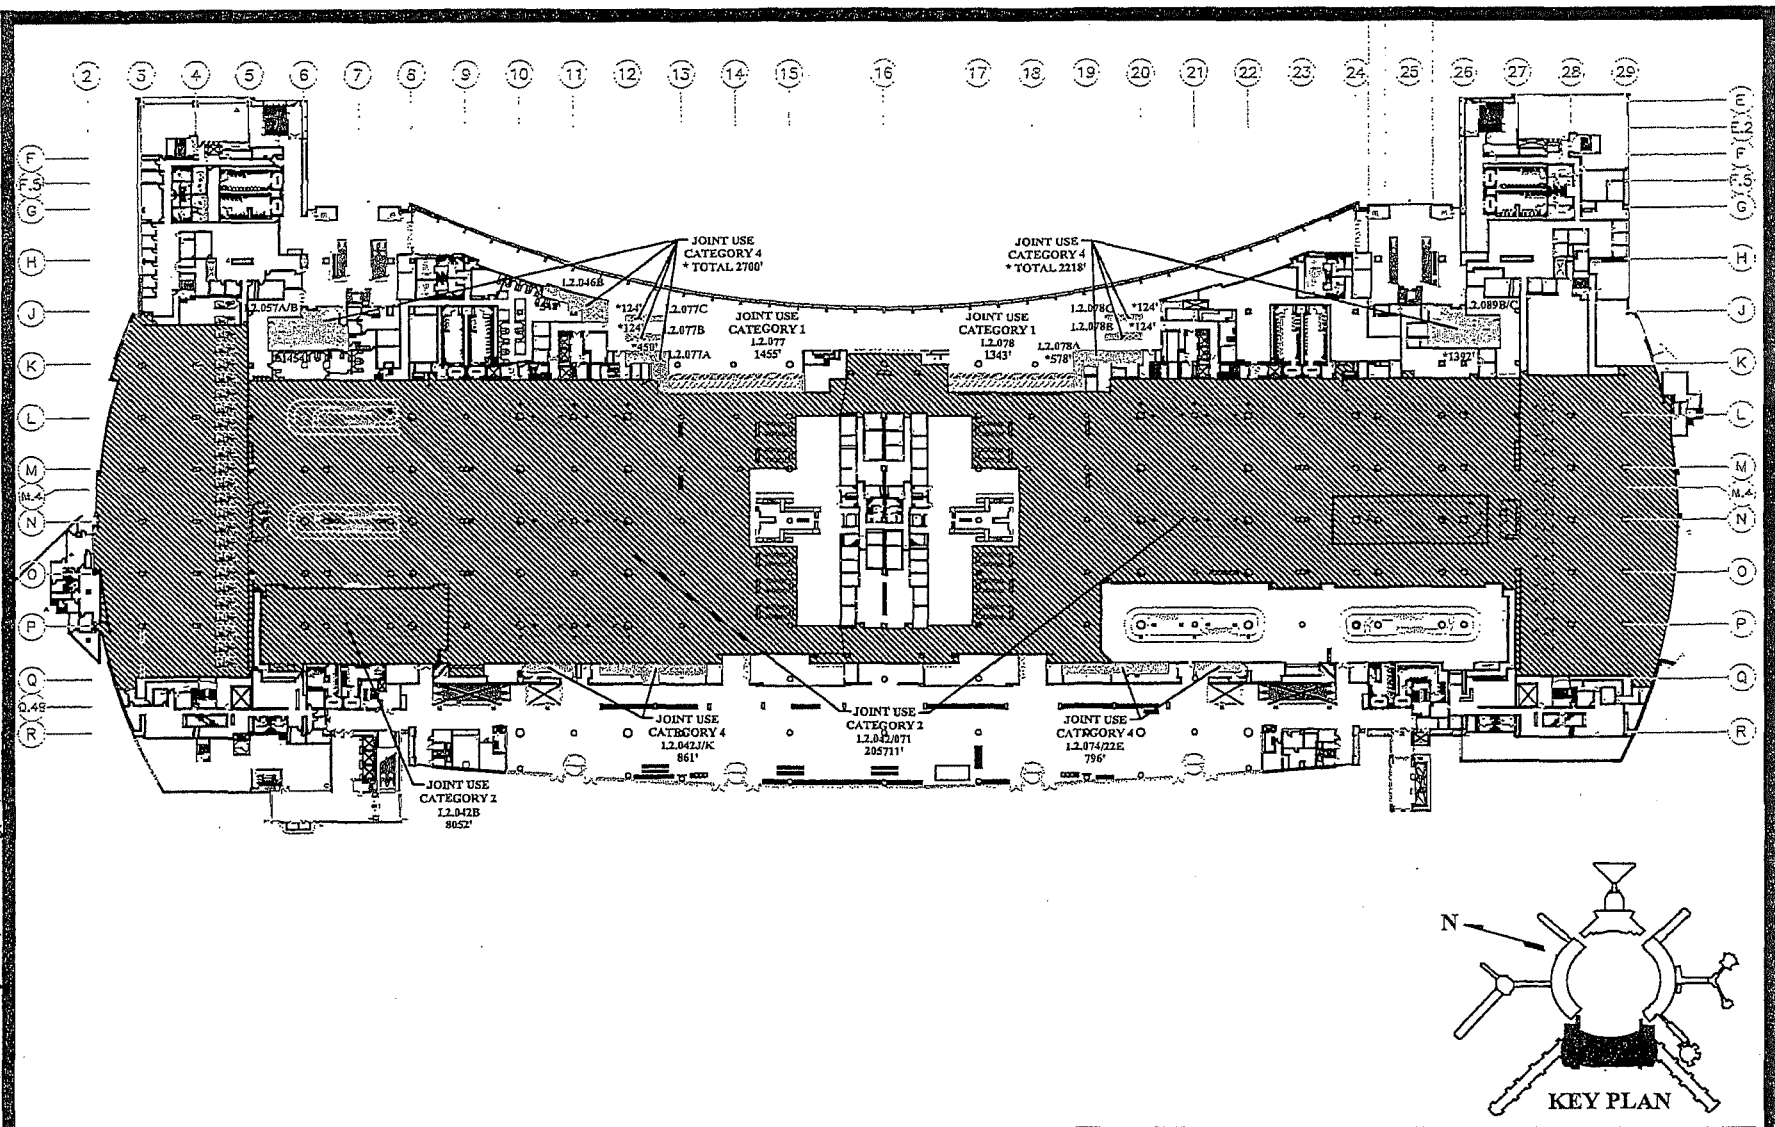 2 3 4 5 6 7 8 9 10 11 12 13 14 15 16 17 18 19 20 21 22 23 24 25 26 27 28 29
E
F.2
F F
F.5 F.5
G G
JOINT USE
CATEGORY 4
* TOTAL 2700'
JOINT USE
CATEGORY 4
* TOTAL 2218'
H H
1.2.046B
1.2.057A/B
*124'
1.2.077C
*124'
1.2.077B
*450'
1.2.077A
JOINT USE
CATEGORY 1
1.2.077
1455'
JOINT USE
CATEGORY 1
1.2.078
1343'
1.2.078C
*124'
1.2.078B
*124'
1.2.078A
*578'
1.2.089B/C
*1392'
J J
K K
L L
M M
M.4 M.4
N N
O O
P P
Q Q
Q.49
R R
JOINT USE
CATEGORY 4
1.2.042J/K
861'
JOINT USE
CATEGORY 2
1.2.042/071
205711'
JOINT USE
CATEGORY 4
1.2.074/22E
796'
JOINT USE
CATEGORY 2
1.2.042B
8052'
N
KEY PLAN